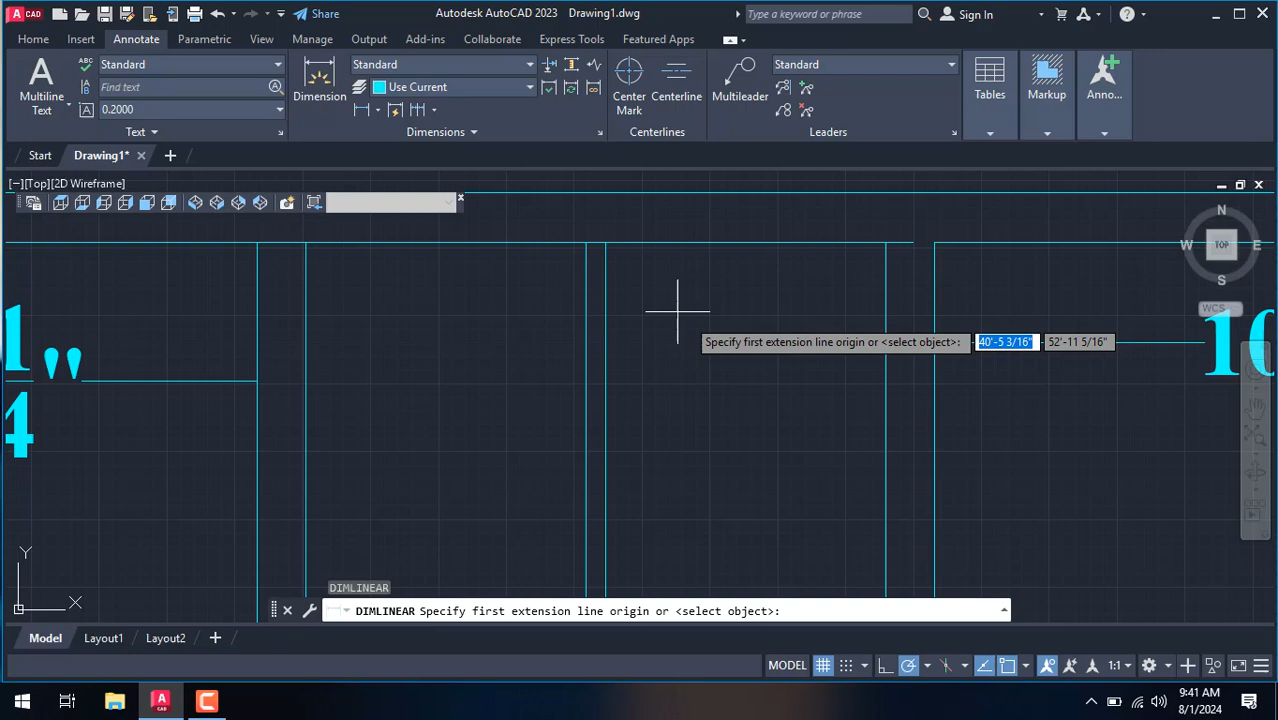 A CAD Share Autodesk AutoCAD 2023 Drawing1.dwg Type a keyword or phrase Sign In ?
Home Insert Annotate Parametric View Manage Output Add-ins Collaborate Express Tools Featured Apps
A Multiline Text
ABC Standard
Find text
A 0.2000
Text
Dimension
Standard
Use Current
Dimensions
Center Mark
Centerline
Centerlines
Multileader
Standard
Leaders
Tables
Markup
Anno...
Start Drawing1* +
[−][Top][2D Wireframe]
N
W TOP E
S
WCS
1"
4
10
Specify first extension line origin or <select object>: 40'-5 3/16" 52'-11 5/16"
Y
X
DIMLINEAR
DIMLINEAR Specify first extension line origin or <select object>:
Model Layout1 Layout2 +
MODEL 1:1
A CAD C 9:41 AM
8/1/2024